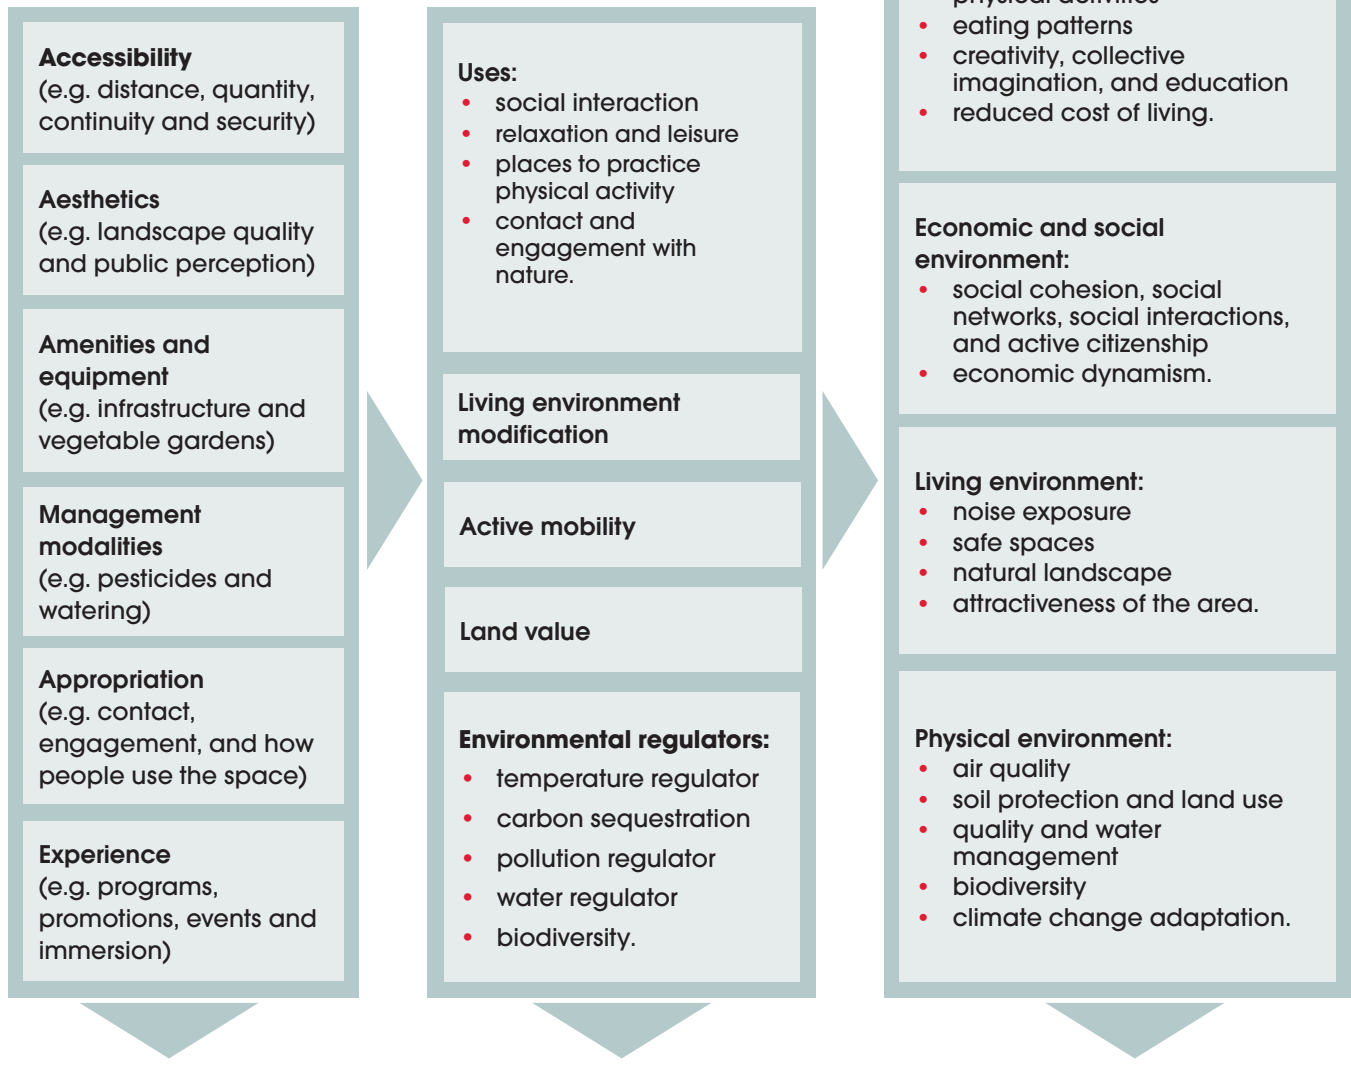 Accessibility
(e.g. distance, quantity,
continuity and security)
Aesthetics
(e.g. landscape quality
and public perception)
Amenities and
equipment
(e.g. infrastructure and
vegetable gardens)
Management
modalities
(e.g. pesticides and
watering)
Appropriation
(e.g. contact,
engagement, and how
people use the space)
Experience
(e.g. programs,
promotions, events and
immersion)
Uses:
• social interaction
• relaxation and leisure
• places to practice
physical activity
• contact and
engagement with
nature.
Living environment
modification
Active mobility
Land value
Environmental regulators:
• temperature regulator
• carbon sequestration
• pollution regulator
• water regulator
• biodiversity.
physical activities
• eating patterns
• creativity, collective
imagination, and education
• reduced cost of living.
Economic and social
environment:
• social cohesion, social
networks, social interactions,
and active citizenship
• economic dynamism.
Living environment:
• noise exposure
• safe spaces
• natural landscape
• attractiveness of the area.
Physical environment:
• air quality
• soil protection and land use
• quality and water
management
• biodiversity
• climate change adaptation.